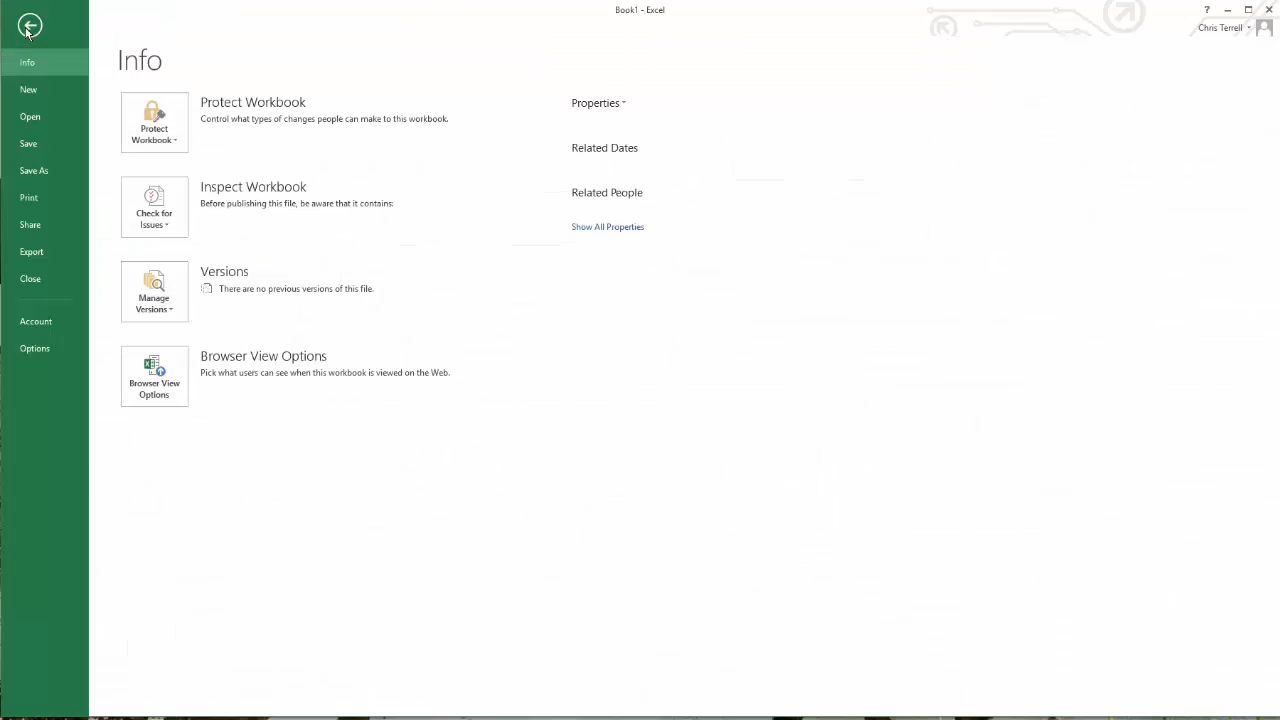 Book1 - Excel
?
Chris Terrell
Info
New
Open
Save
Save As
Print
Share
Export
Close
Account
Options
Info
Protect Workbook
Protect Workbook
Control what types of changes people can make to this workbook.
Check for Issues
Inspect Workbook
Before publishing this file, be aware that it contains:
Manage Versions
Versions
There are no previous versions of this file.
Browser View Options
Browser View Options
Pick what users can see when this workbook is viewed on the Web.
Properties
Related Dates
Related People
Show All Properties